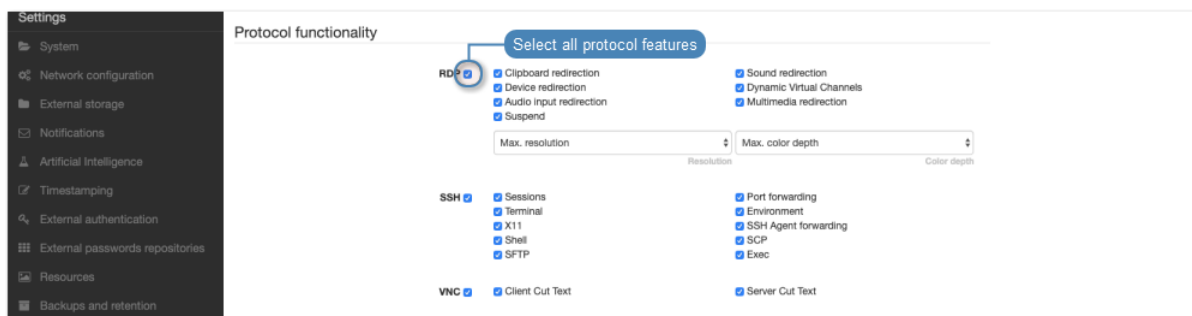 Settings
System
Network configuration
External storage
Notifications
Artificial Intelligence
Timestamping
External authentication
External passwords repositories
Resources
Backups and retention
Protocol functionality
Select all protocol features
RDP
Clipboard redirection
Sound redirection
Device redirection
Dynamic Virtual Channels
Audio input redirection
Multimedia redirection
Suspend
Max. resolution
Max. color depth
Resolution
Color depth
SSH
Sessions
Port forwarding
Terminal
Environment
X11
SSH Agent forwarding
Shell
SCP
SFTP
Exec
VNC
Client Cut Text
Server Cut Text